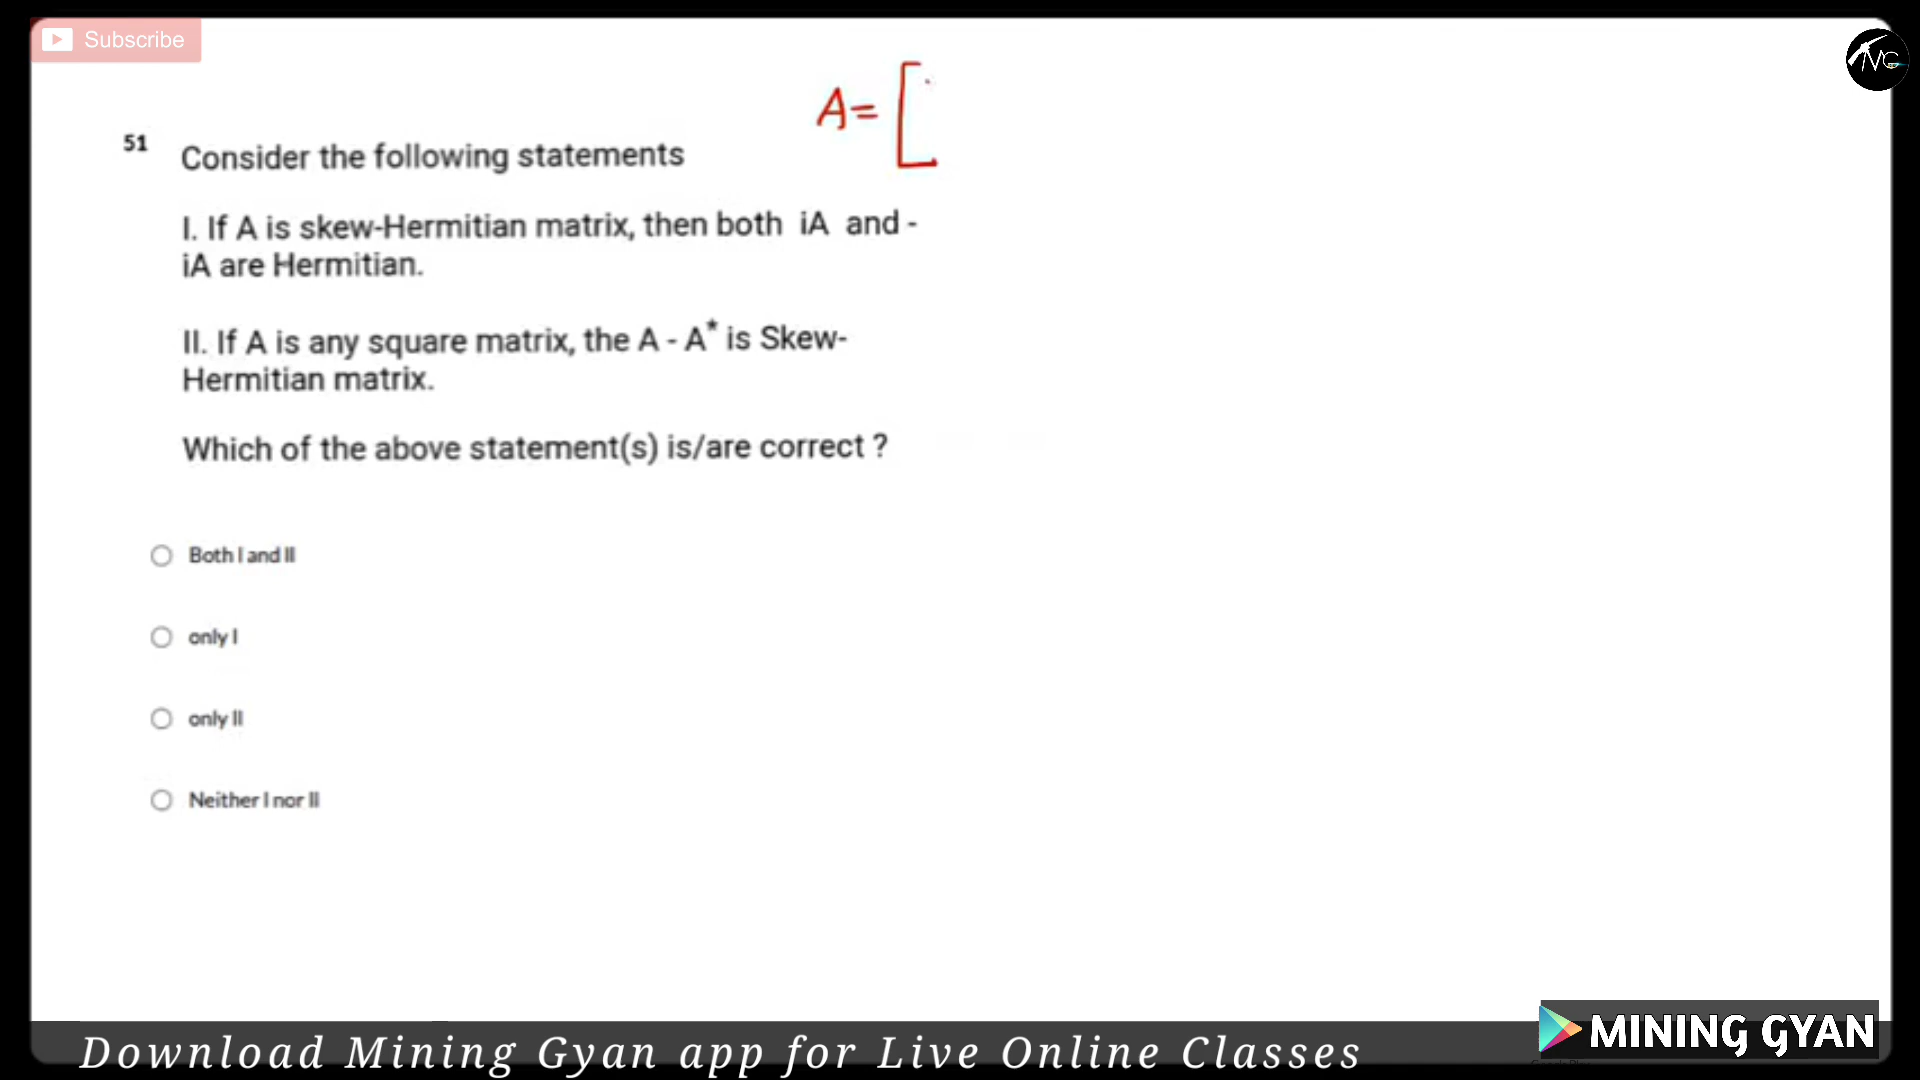 Subscribe
NG
A= [
51
Consider the following statements
I. If A is skew-Hermitian matrix, then both iA and -
iA are Hermitian.
II. If A is any square matrix, the A - A* is Skew-
Hermitian matrix.
Which of the above statement(s) is/are correct ?
Both I and II
only I
only II
Neither I nor II
MINING GYAN
Download Mining Gyan app for Live Online Classes